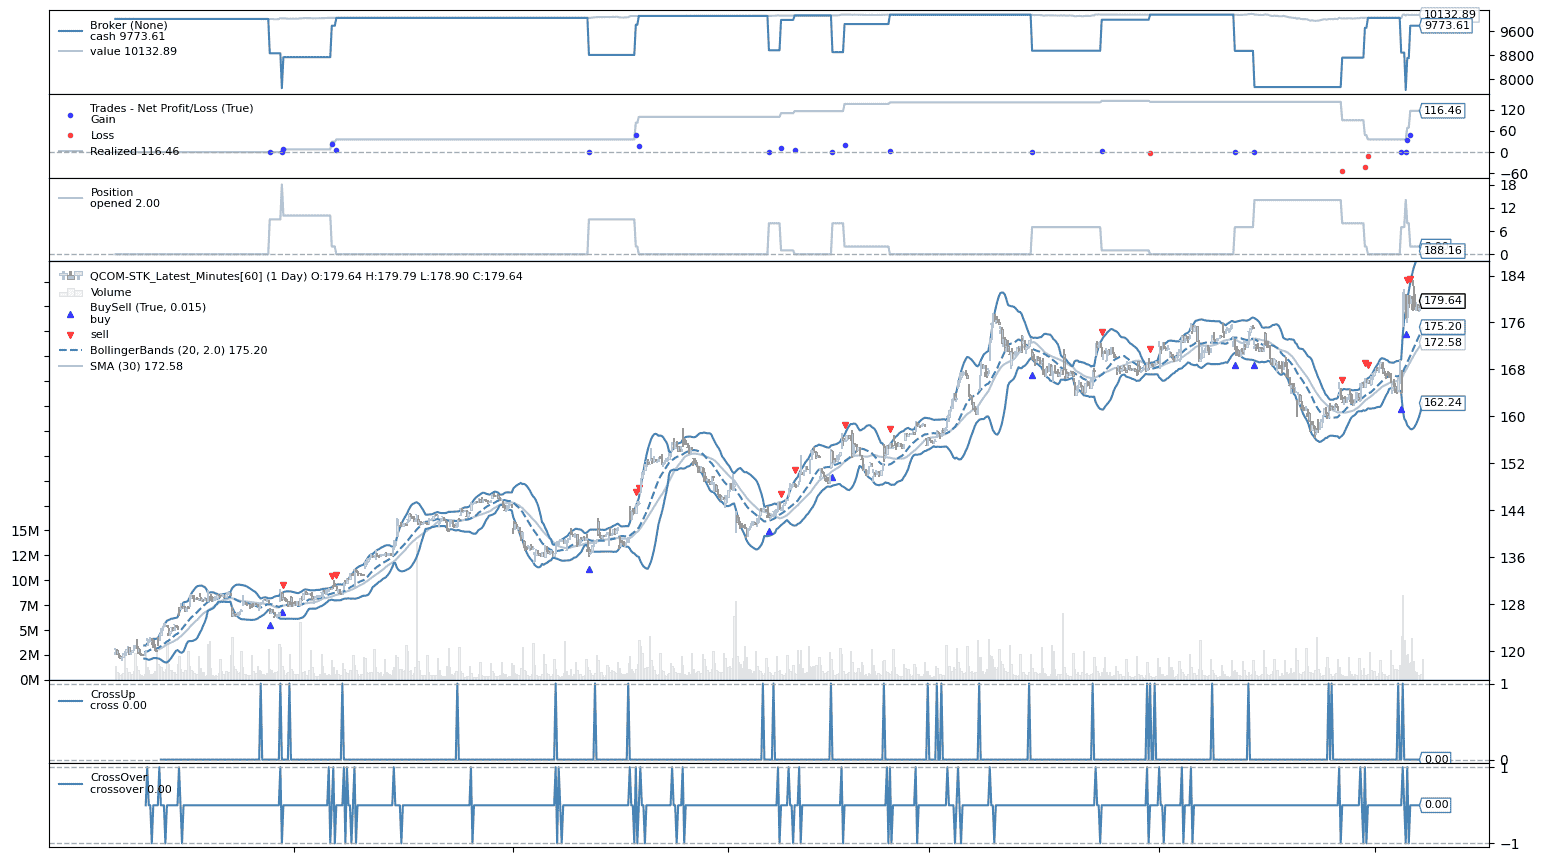 Broker (None)
cash 9773.61
value 10132.89
10132.89
9773.61
9600
8800
8000
Trades - Net Profit/Loss (True)
Gain
Loss
Realized 116.46
120
116.46
60
0
−60
Position
opened 2.00
18
12
6
188.16
0
QCOM-STK_Latest_Minutes[60] (1 Day) O:179.64 H:179.79 L:178.90 C:179.64
Volume
BuySell (True, 0.015)
buy
sell
BollingerBands (20, 2.0) 175.20
SMA (30) 172.58
184
179.64
176
175.20
172.58
168
162.24
160
152
144
136
128
120
15M
12M
10M
7M
5M
2M
0M
CrossUp
cross 0.00
1
0.00
0
CrossOver
crossover 0.00
1
0.00
−1